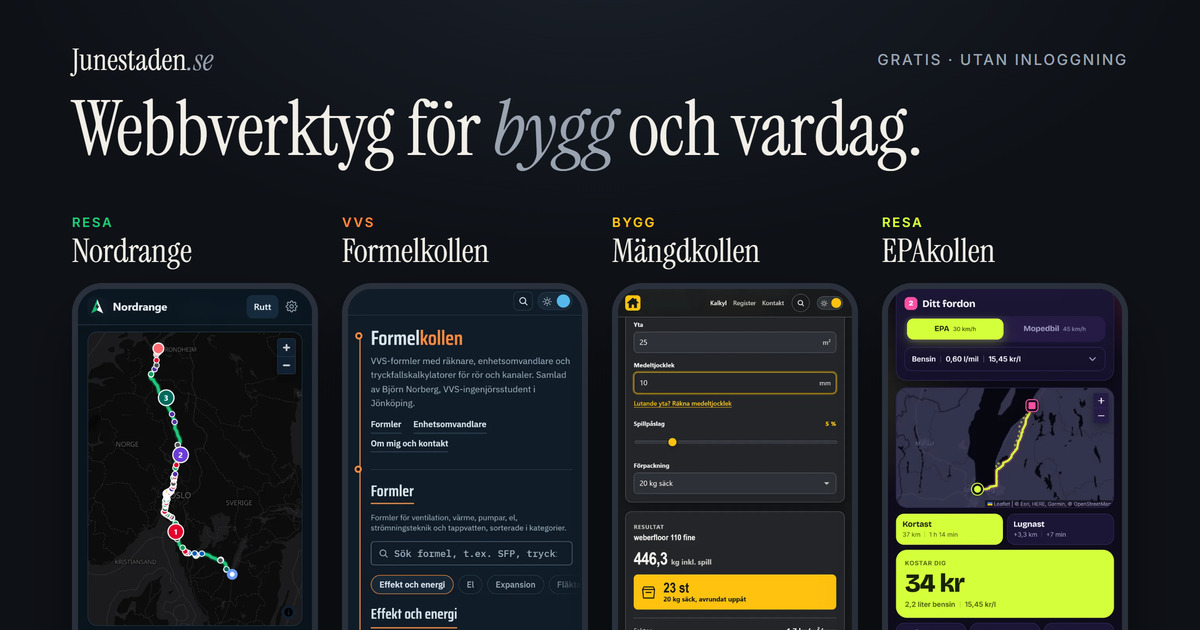 Junestaden.se
GRATIS · UTAN INLOGGNING
Webbverktyg för bygg och vardag.
RESA
Nordrange
VVS
Formelkollen
BYGG
Mängdkollen
RESA
EPAkollen
Nordrange
Rutt
+
−
3
NORGE
2
OSLO
SVERIGE
1
KRISTIANSAND
Formelkollen
VVS-formler med räknare, enhetsomvandlare och
tryckfallskalkylatorer för rör och kanaler. Samlad
av Björn Norberg, VVS-ingenjörsstudent i
Jönköping.
Formler Enhetsomvandlare
Om mig och kontakt
Formler
Formler för ventilation, värme, pumpar, el,
strömningsteknik och tappvatten, sorterade i kategorier.
Sök formel, t.ex. SFP, tryck
Effekt och energi El Expansion Fläkt
Effekt och energi
Kalkyl Register Kontakt
Yta
25 m²
Medeltjocklek
10 mm
Lutande yta? Räkna medeltjocklek
Spillpåslag 5 %
Förpackning
20 kg säck
RESULTAT
weberfloor 110 fine
446,3 kg inkl. spill
23 st
20 kg säck, avrundat uppåt
2 Ditt fordon
EPA 30 km/h Mopedbil 45 km/h
Bensin 0,60 l/mil 15,45 kr/l
+
−
Leaflet | © Esri, HERE, Garmin, © OpenStreetMap
Kortast
37 km 1 h 14 min
Lugnast
+3,3 km +7 min
KOSTAR DIG
34 kr
2,2 liter bensin 15,45 kr/l